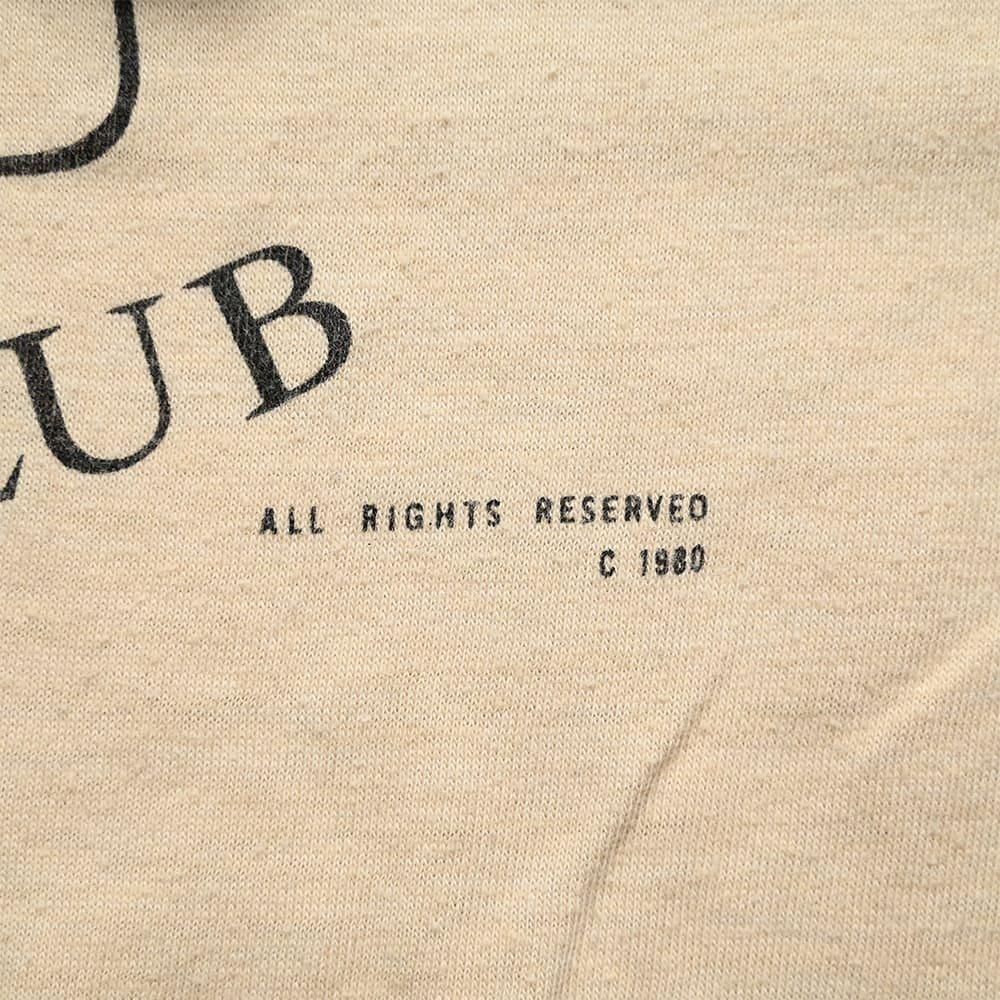 LUB
ALL RIGHTS RESERVED
C 1980